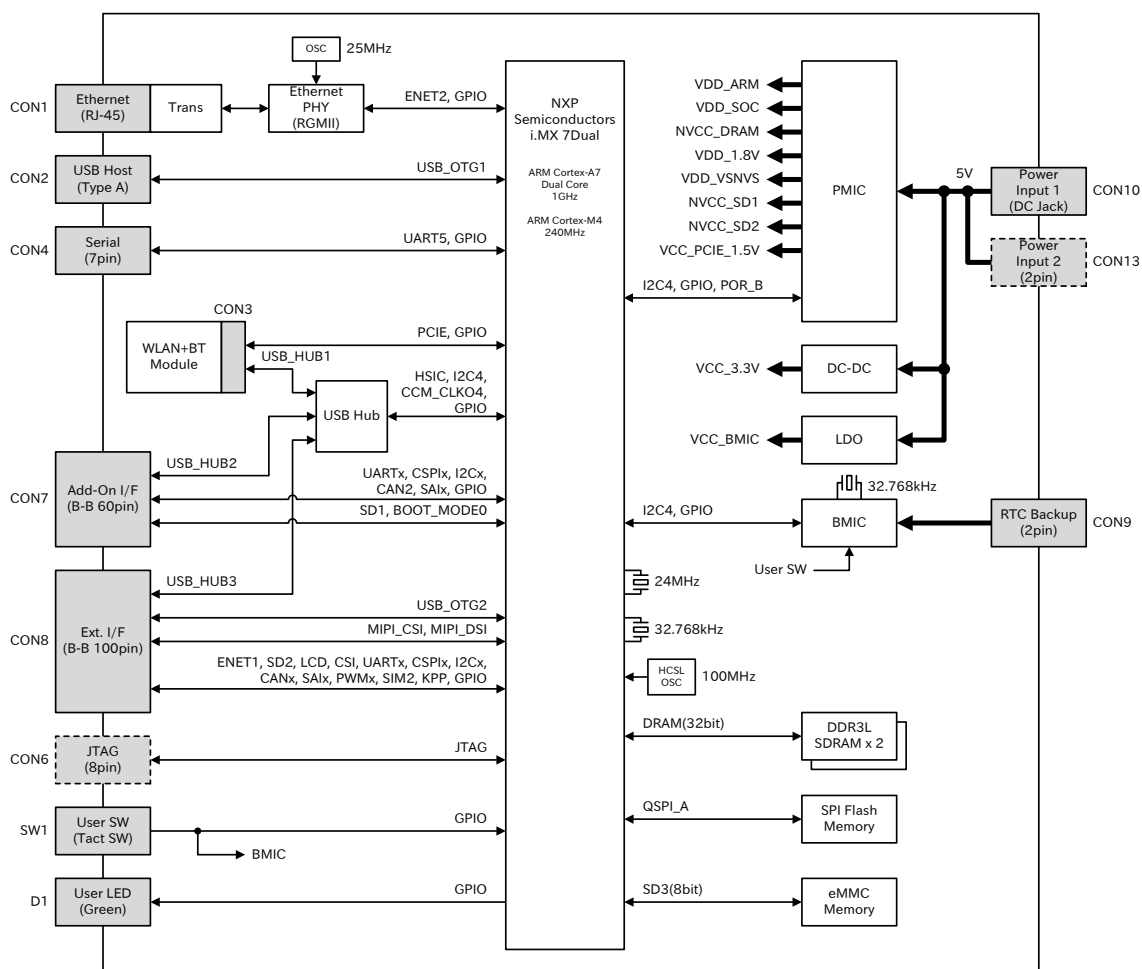 OSC
25MHz
CON1
Ethernet
(RJ-45)
Trans
Ethernet
PHY
(RGMII)
ENET2, GPIO
CON2
USB Host
(Type A)
USB_OTG1
CON4
Serial
(7pin)
UART5, GPIO
CON3
WLAN+BT
Module
PCIE, GPIO
USB_HUB1
USB Hub
HSIC, I2C4,
CCM_CLKO4,
GPIO
USB_HUB2
CON7
Add-On I/F
(B-B 60pin)
UARTx, CSPIx, I2Cx,
CAN2, SAIx, GPIO
SD1, BOOT_MODE0
USB_HUB3
CON8
Ext. I/F
(B-B 100pin)
USB_OTG2
MIPI_CSI, MIPI_DSI
ENET1, SD2, LCD, CSI, UARTx, CSPIx, I2Cx,
CANx, SAIx, PWMx, SIM2, KPP, GPIO
CON6
JTAG
(8pin)
JTAG
SW1
User SW
(Tact SW)
GPIO
BMIC
D1
User LED
(Green)
GPIO
NXP
Semiconductors
i.MX 7Dual
ARM Cortex-A7
Dual Core
1GHz
ARM Cortex-M4
240MHz
VDD_ARM
VDD_SOC
NVCC_DRAM
VDD_1.8V
VDD_VSNVS
NVCC_SD1
NVCC_SD2
VCC_PCIE_1.5V
I2C4, GPIO, POR_B
PMIC
5V
Power
Input 1
(DC Jack)
CON10
Power
Input 2
(2pin)
CON13
VCC_3.3V
DC-DC
VCC_BMIC
LDO
32.768kHz
I2C4, GPIO
BMIC
RTC Backup
(2pin)
CON9
User SW
24MHz
32.768kHz
HCSL
OSC
100MHz
DRAM(32bit)
DDR3L
SDRAM x 2
QSPI_A
SPI Flash
Memory
SD3(8bit)
eMMC
Memory